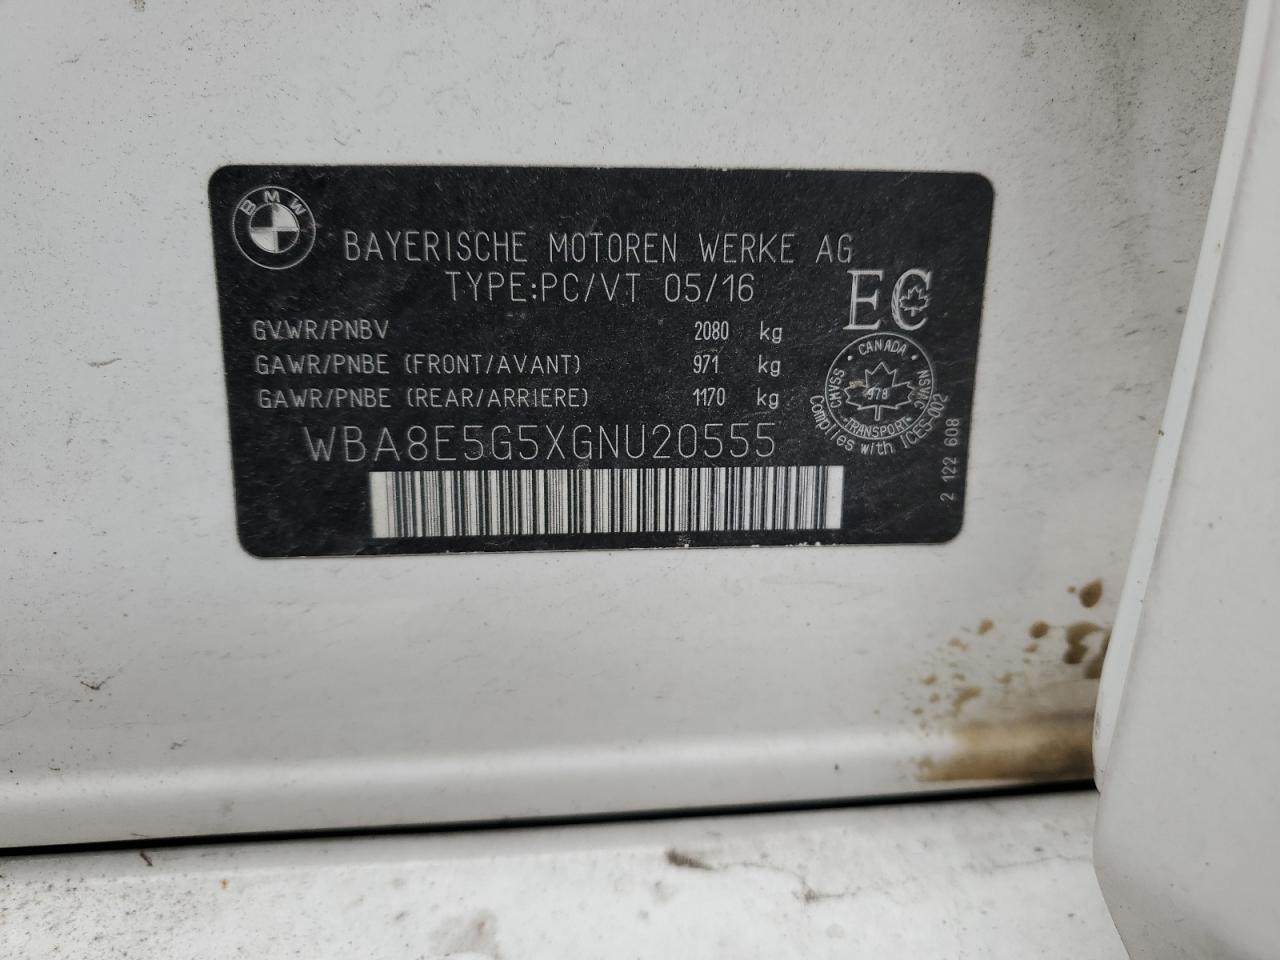 BMW
BAYERISCHE MOTOREN WERKE AG
TYPE:PC/VT 05/16
EC
GVWR/PNBV 2080 kg
GAWR/PNBE (FRONT/AVANT) 971 kg
GAWR/PNBE (REAR/ARRIERE) 1170 kg
WBA8E5G5XGNU20555
· CANADA ·
CMVSS
NSVAC
978
TRANSPORT
Complies with ICES-002
2 122 608